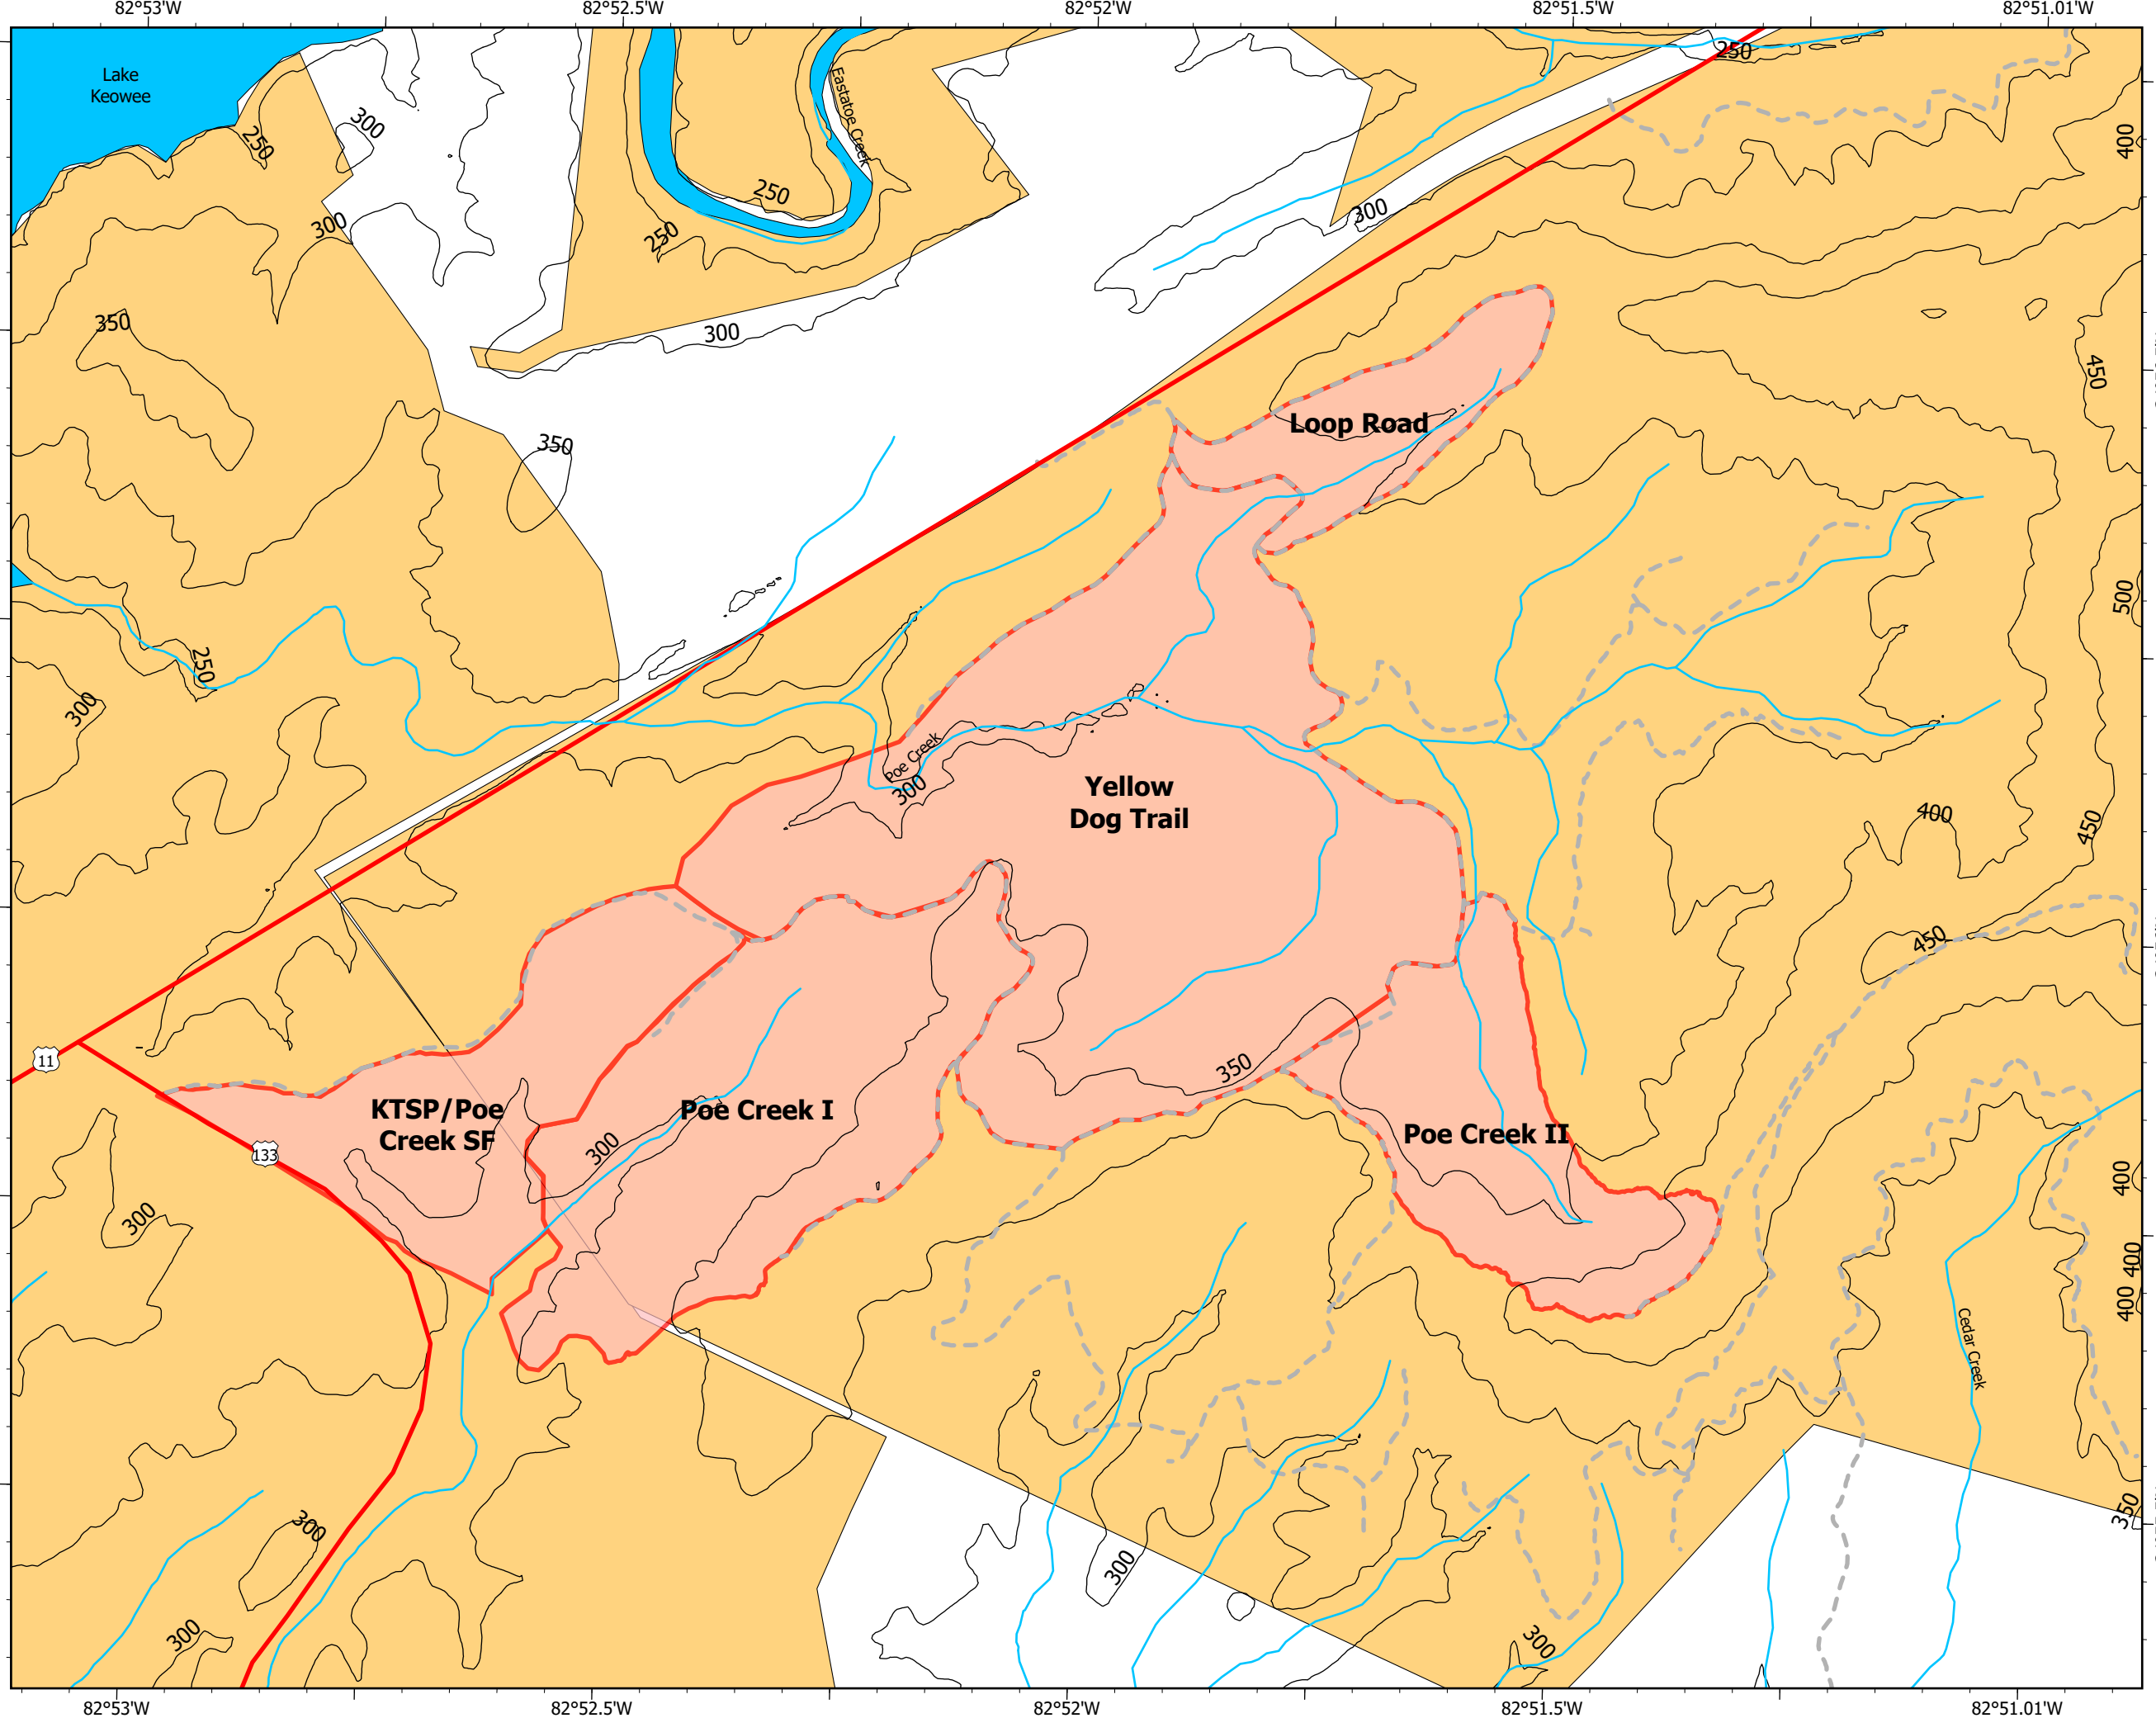 82°53'W
82°52.5'W
82°52'W
82°51.5'W
82°51.01'W
250
Lake
Keowee
Eastatoe Creek
300
250
400
250
300
300
250
350
300
450
Loop Road
350
500
250
300
Poe Creek
300
Yellow
Dog Trail
400
450
450
11
350
KTSP/Poe
Creek SF
Poe Creek I
Poe Creek II
300
133
400
300
400
400
Cedar Creek
350
300
300
300
300
82°53'W
82°52.5'W
82°52'W
82°51.5'W
82°51.01'W